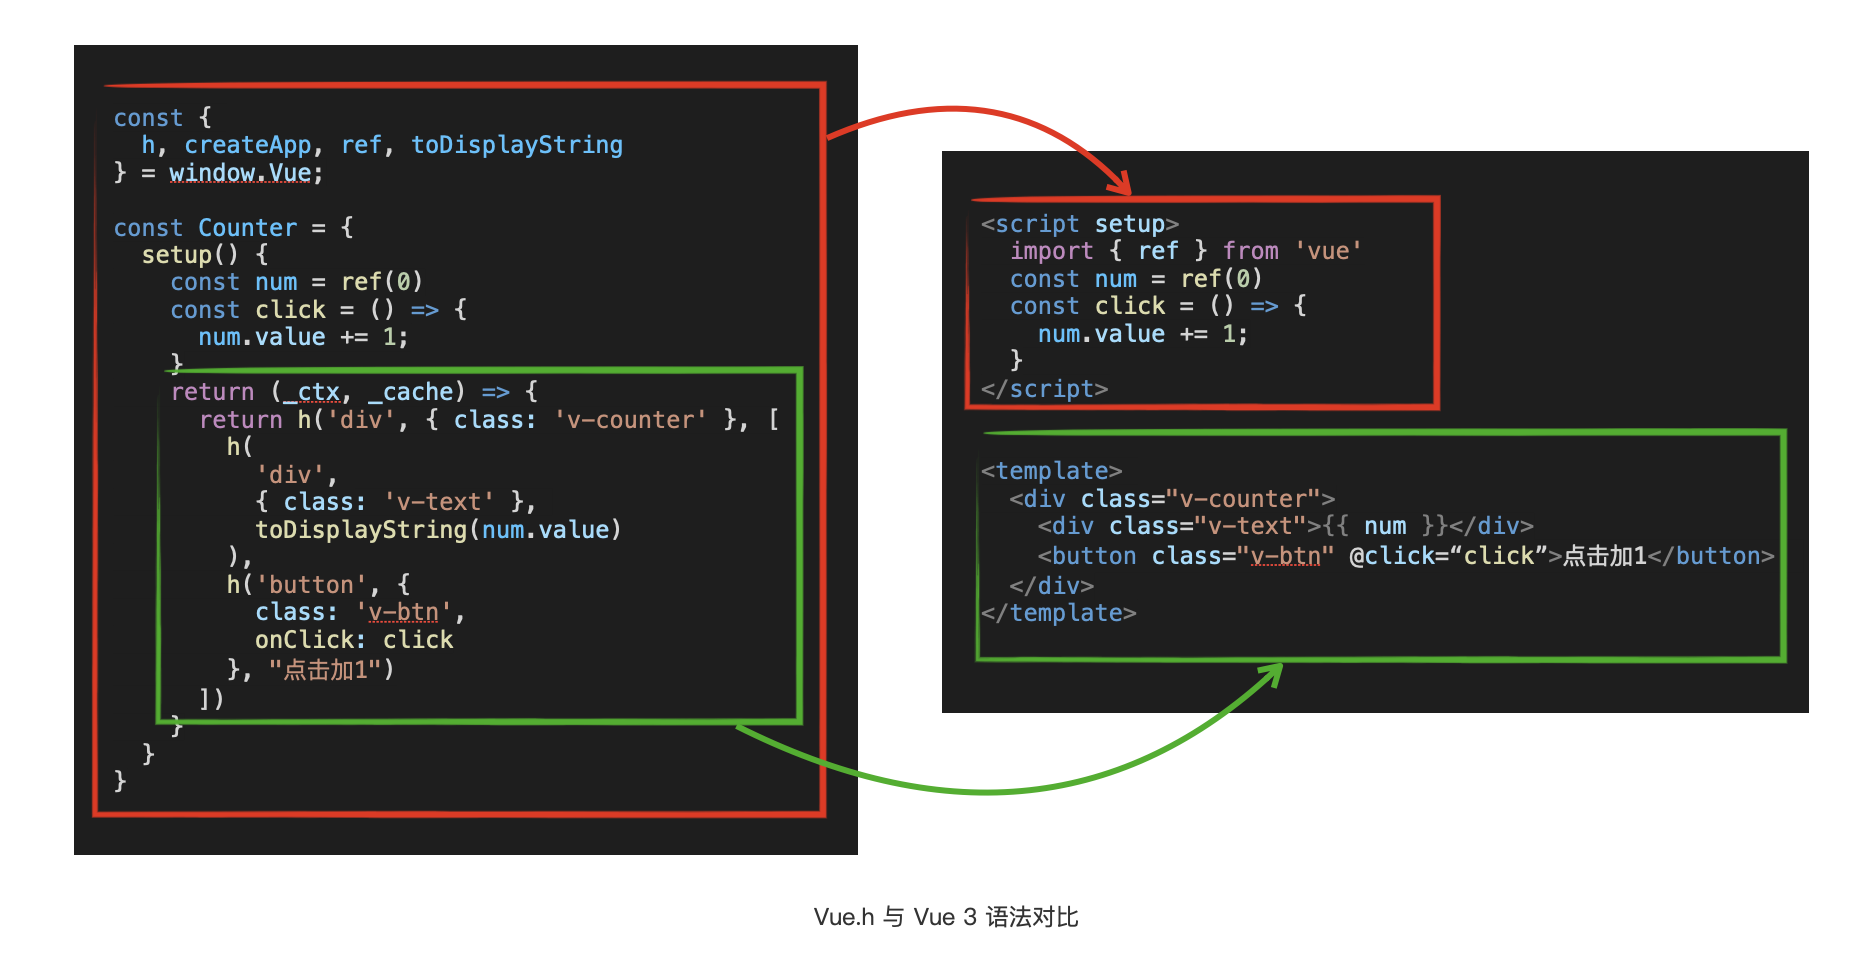 const {
  h, createApp, ref, toDisplayString
} = window.Vue;

const Counter = {
  setup() {
    const num = ref(0)
    const click = () => {
      num.value += 1;
    }
    return (_ctx, _cache) => {
      return h('div', { class: 'v-counter' }, [
        h(
          'div',
          { class: 'v-text' },
          toDisplayString(num.value)
        ),
        h('button', {
          class: 'v-btn',
          onClick: click
        }, "点击加1")
      ])
    }
  }
}
<script setup>
  import { ref } from 'vue'
  const num = ref(0)
  const click = () => {
    num.value += 1;
  }
</script>

<template>
  <div class="v-counter">
    <div class="v-text">{{ num }}</div>
    <button class="v-btn" @click=“click”>点击加1</button>
  </div>
</template>
Vue.h 与 Vue 3 语法对比